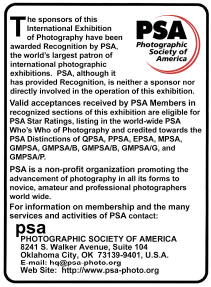 The sponsors of this
International Exhibition
of Photography have been
awarded Recognition by PSA,
the world's largest patron of
international photographic
exhibitions. PSA, although it
has provided Recognition, is neither a sponsor nor
directly involved in the operation of this exhibition.
PSA
Photographic
Society of
America
Valid acceptances received by PSA Members in
recognized sections of this exhibition are eligible for
PSA Star Ratings, listing in the world-wide PSA
Who's Who of Photography and credited towards the
PSA Distinctions of QPSA, PPSA, EPSA, MPSA,
GMPSA, GMPSA/B, GMPSA/B, GMPSA/G, and
GMPSA/P.
PSA is a non-profit organization promoting the
advancement of photography in all its forms to
novice, amateur and professional photographers
world wide.
For information on membership and the many
services and activities of PSA contact:
psa
PHOTOGRAPHIC SOCIETY OF AMERICA
8241 S. Walker Avenue, Suite 104
Oklahoma City, OK 73139-9401, U.S.A.
E-mail: hq@psa-photo.org
Web Site: http://www.psa-photo.org